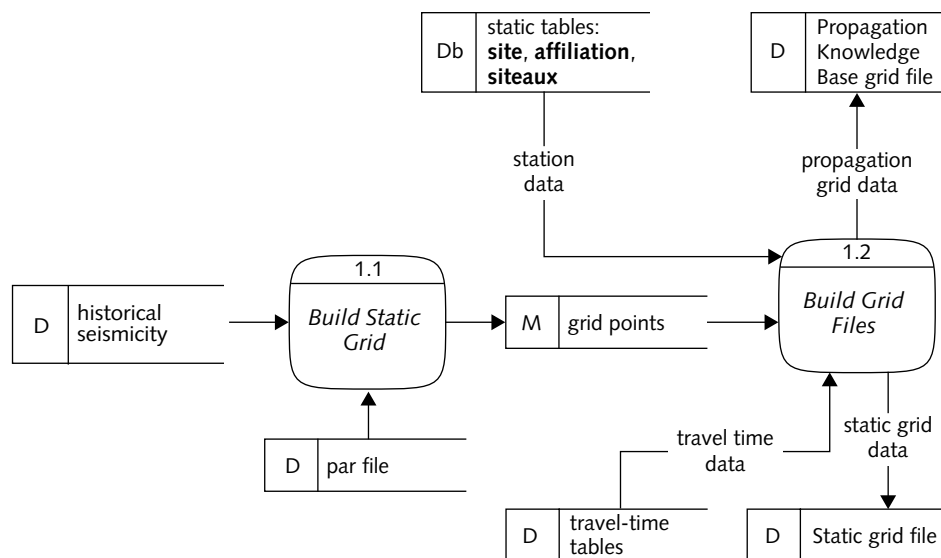 Db
static tables:
site, affiliation,
siteaux
D
Propagation
Knowledge
Base grid file
station
data
propagation
grid data
1.1
Build Static
Grid
1.2
Build Grid
Files
D
historical
seismicity
M
grid points
D
par file
travel time
data
static grid
data
D
travel-time
tables
D
Static grid file